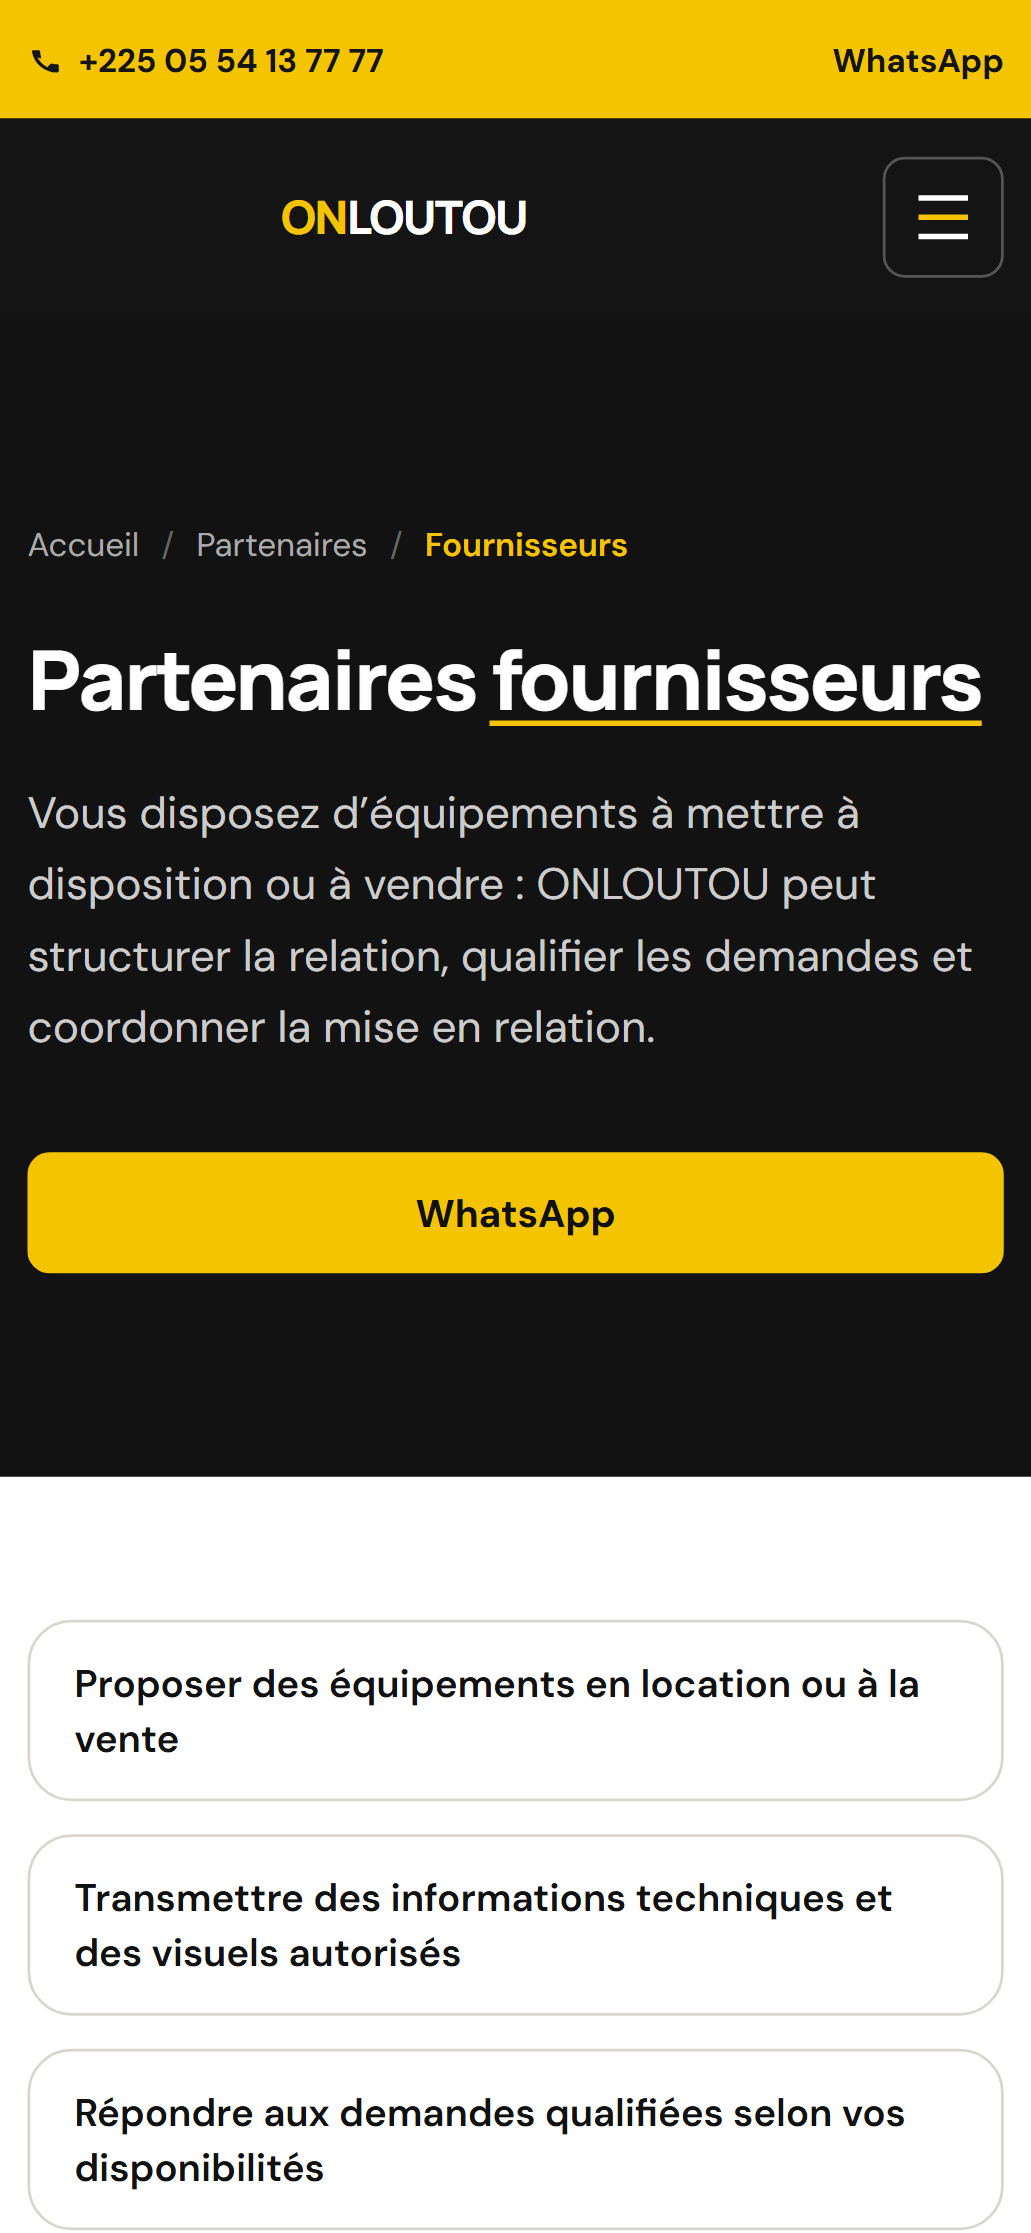 +225 05 54 13 77 77
WhatsApp
ONLOUTOU
Accueil / Partenaires / Fournisseurs
Partenaires fournisseurs
Vous disposez d’équipements à mettre à
disposition ou à vendre : ONLOUTOU peut
structurer la relation, qualifier les demandes et
coordonner la mise en relation.
WhatsApp
Proposer des équipements en location ou à la
vente
Transmettre des informations techniques et
des visuels autorisés
Répondre aux demandes qualifiées selon vos
disponibilités